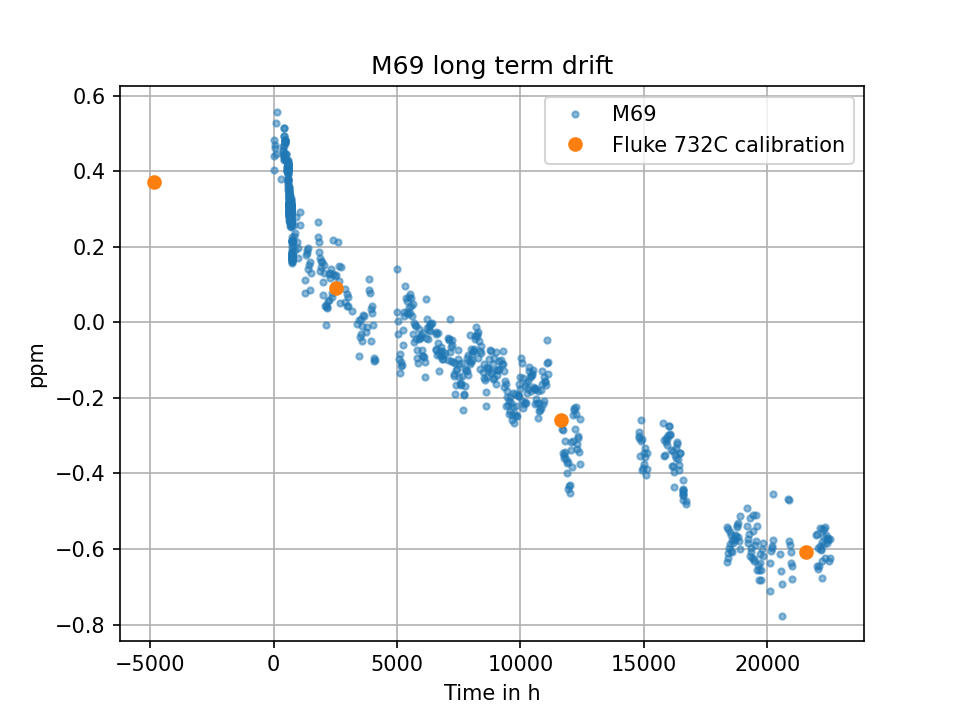 M69 long term drift
M69
Fluke 732C calibration
ppm
0.6
0.4
0.2
0.0
−0.2
−0.4
−0.6
−0.8
−5000 0 5000 10000 15000 20000
Time in h